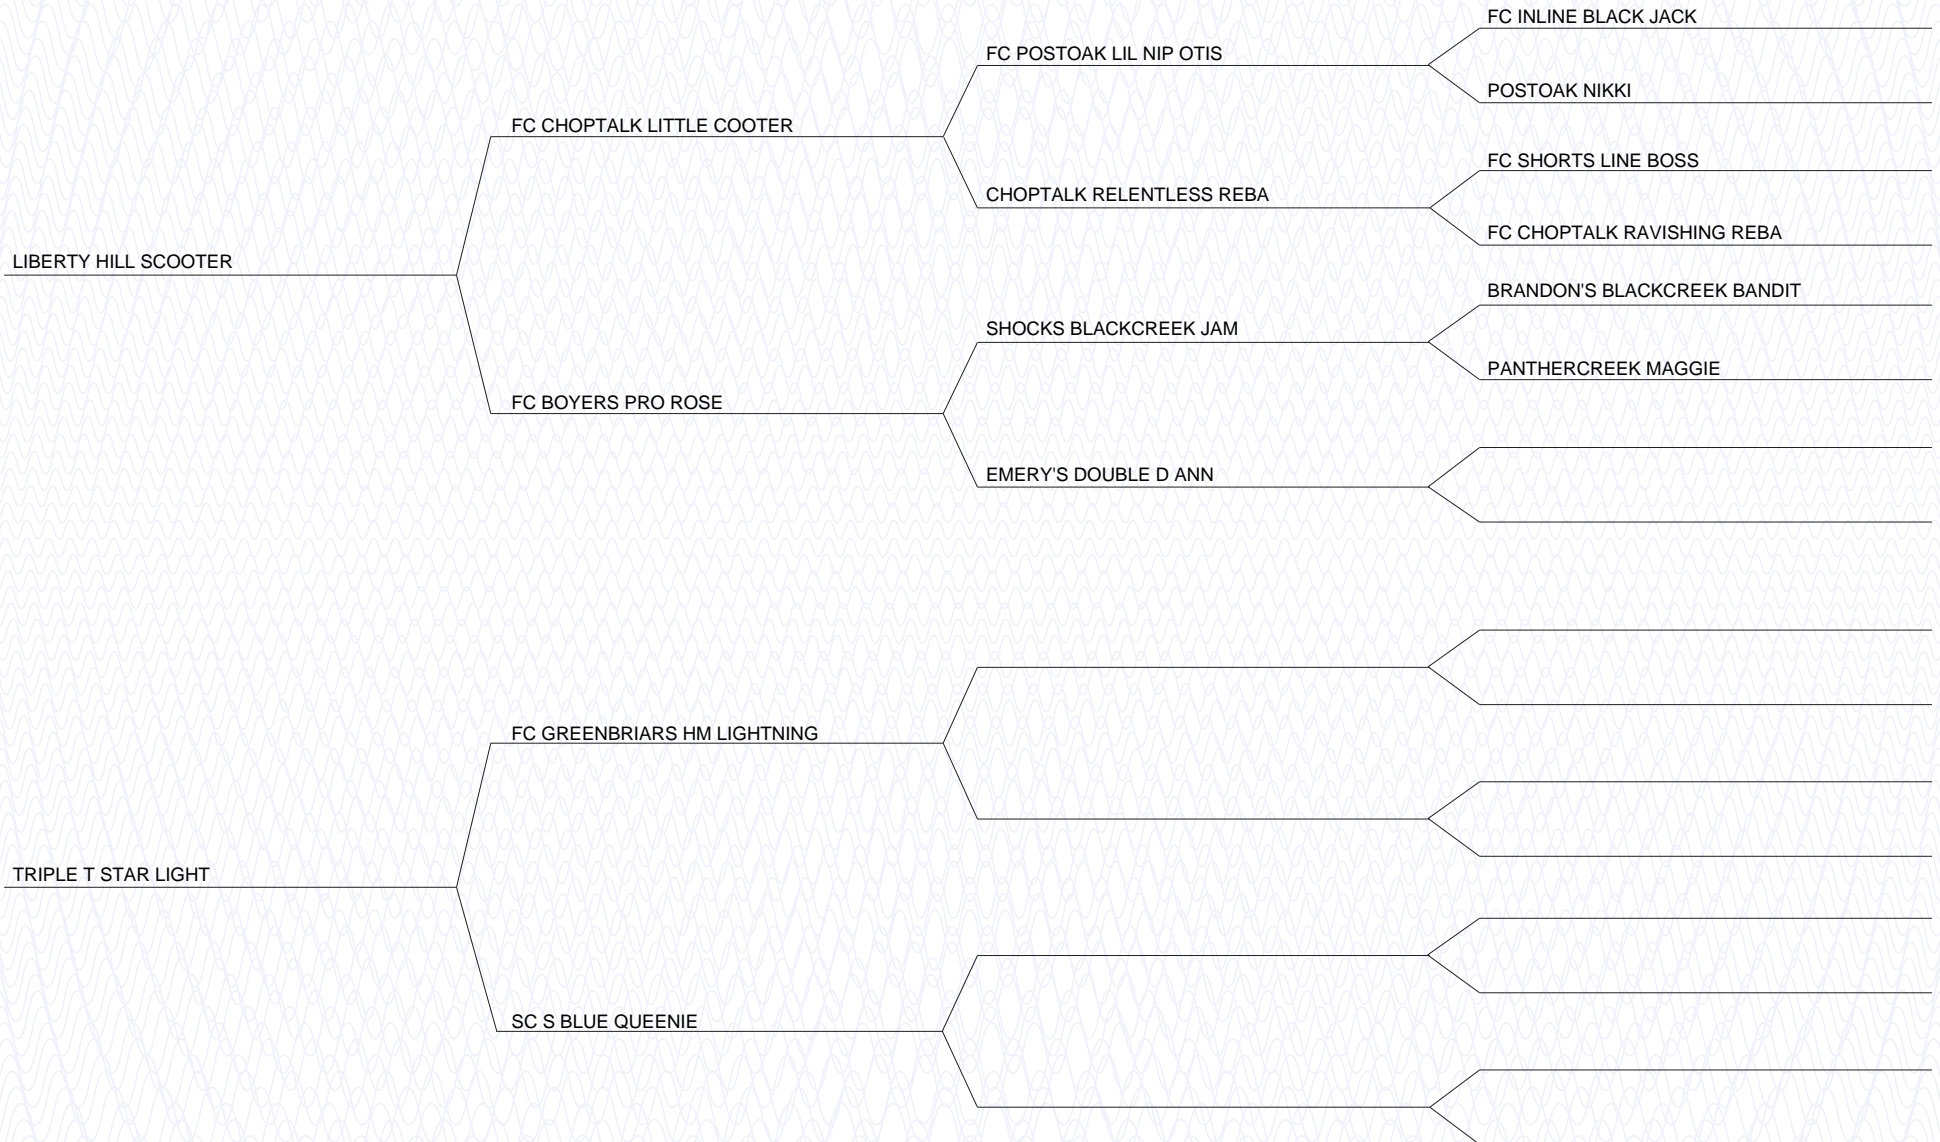 FC INLINE BLACK JACK
FC POSTOAK LIL NIP OTIS
POSTOAK NIKKI
FC CHOPTALK LITTLE COOTER
FC SHORTS LINE BOSS
CHOPTALK RELENTLESS REBA
FC CHOPTALK RAVISHING REBA
LIBERTY HILL SCOOTER
BRANDON'S BLACKCREEK BANDIT
SHOCKS BLACKCREEK JAM
PANTHERCREEK MAGGIE
FC BOYERS PRO ROSE
EMERY'S DOUBLE D ANN
FC GREENBRIARS HM LIGHTNING
TRIPLE T STAR LIGHT
SC S BLUE QUEENIE